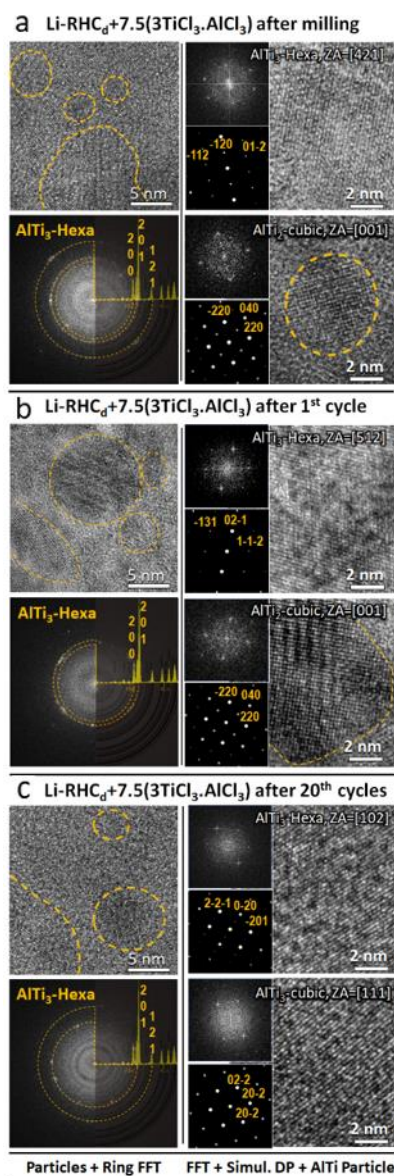 a Li-RHCd+7.5(3TiCl3.AlCl3) after milling
AlTi3-Hexa, ZA=[421]
-112
-120
01-2
5 nm
2 nm
AlTi3-Hexa
2 0 0
2 0 1
1 2 1
AlTi3-cubic, ZA=[001]
-220
040
220
2 nm
b Li-RHCd+7.5(3TiCl3.AlCl3) after 1st cycle
AlTi3-Hexa, ZA=[512]
-131
02-1
1-1-2
5 nm
2 nm
AlTi3-Hexa
2 0 0
2 0 1
AlTi3-cubic, ZA=[001]
-220
040
220
2 nm
c Li-RHCd+7.5(3TiCl3.AlCl3) after 20th cycles
AlTi3-Hexa, ZA=[102]
2-2-1
0-20
-201
5 nm
2 nm
AlTi3-Hexa
2 0 1
1 2 1
AlTi3-cubic, ZA=[111]
02-2
20-2
20-2
2 nm
Particles + Ring FFT
FFT + Simul. DP + AlTi Particle